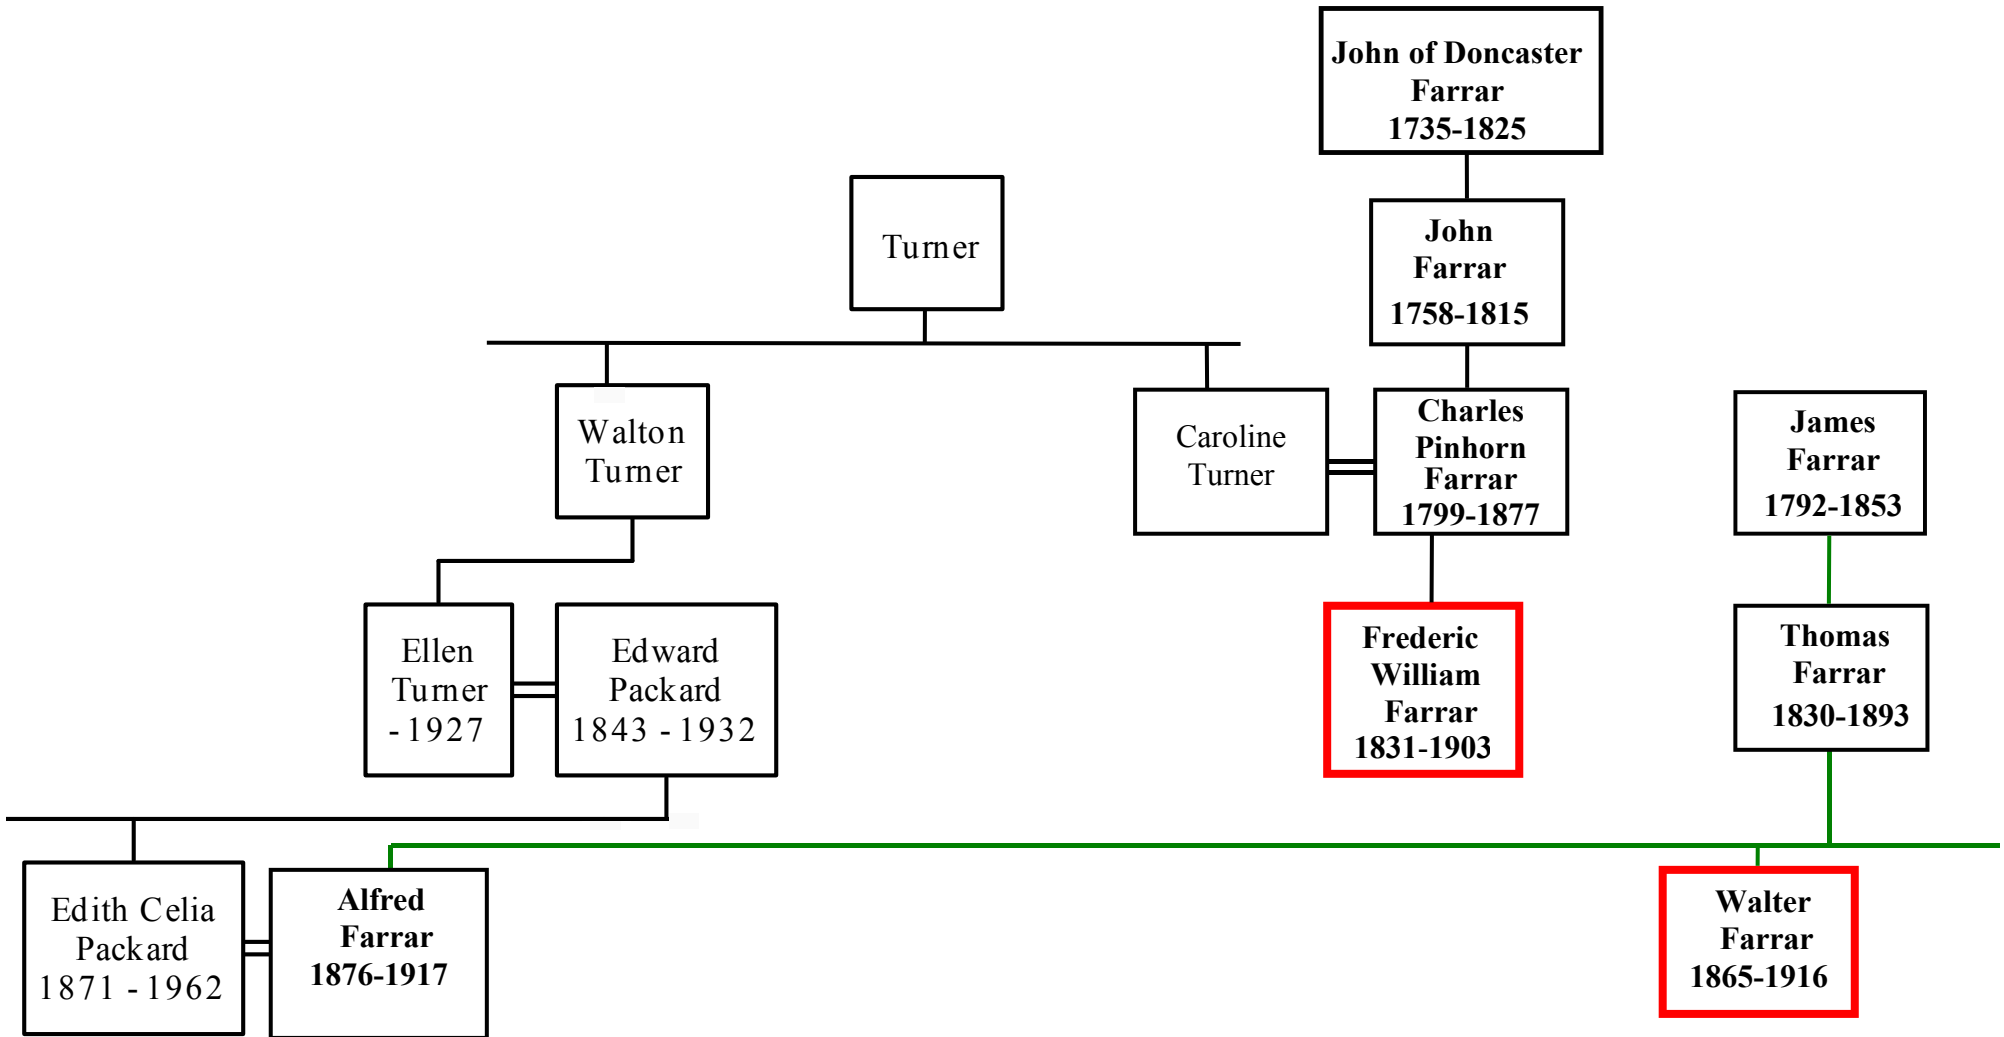 John of Doncaster
Farrar
1735-1825
Turner
John
Farrar
1758-1815
Walton
Turner
Caroline
Turner
Charles
Pinhorn
Farrar
1799-1877
James
Farrar
1792-1853
Ellen
Turner
-1927
Edward
Packard
1843 -1932
Frederic
William
Farrar
1831-1903
Thomas
Farrar
1830-1893
Edith Celia
Packard
1871 -1962
Alfred
Farrar
1876-1917
Walter
Farrar
1865-1916